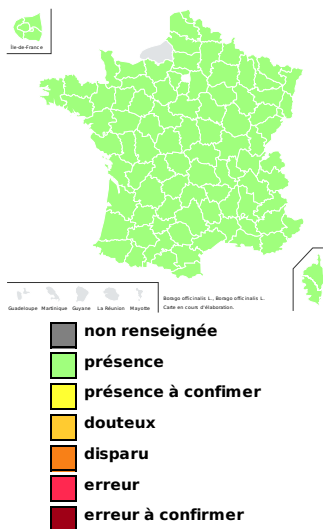 Île-de-France
Guadeloupe Martinique Guyane La Réunion Mayotte
Borago officinalis L., Borago officinalis L.
Carte en cours d'élaboration.
non renseignée
présence
présence à confimer
douteux
disparu
erreur
erreur à confirmer